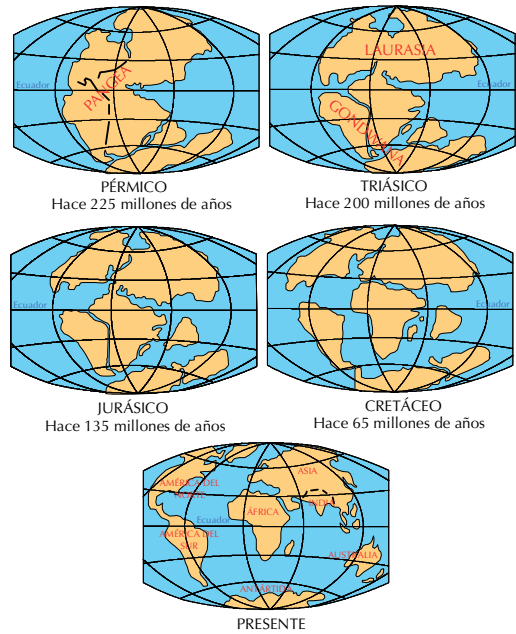 Ecuador
PANGEA
PÉRMICO
Hace 225 millones de años
LAURASIA
Ecuador
GONDWANA
TRIÁSICO
Hace 200 millones de años
Ecuador
JURÁSICO
Hace 135 millones de años
Ecuador
CRETÁCEO
Hace 65 millones de años
ASIA
AMÉRICA DEL
NORTE
INDIA
ÁFRICA
Ecuador
AMÉRICA DEL
SUR
AUSTRALIA
ANTÁRTIDA
PRESENTE